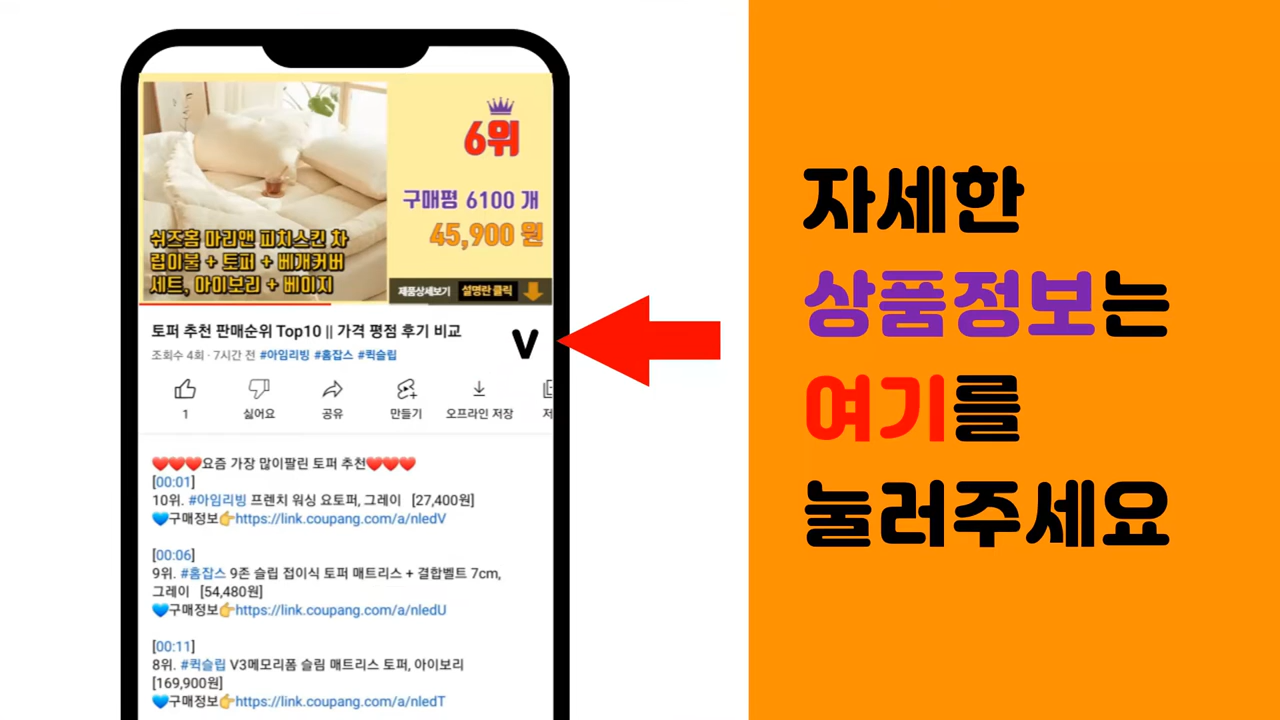 6위
구매평 6100 개
45,900 원
쉬즈홈 마리앤 피치스킨 차
렵이불 + 토퍼 + 베개커버
세트, 아이보리 + 베이지
제품상세보기 설명란 클릭
토퍼 추천 판매순위 Top10 || 가격 평점 후기 비교
V
조회수 4회 · 7시간 전 #아임리빙 #홈잡스 #퀵슬립
1 싫어요 공유 만들기 오프라인 저장 저
❤❤❤요즘 가장 많이팔린 토퍼 추천❤❤❤
[00:01]
10위. #아임리빙 프렌치 워싱 요토퍼, 그레이 [27,400원]
💙구매정보👉https://link.coupang.com/a/nledV
[00:06]
9위. #홈잡스 9존 슬립 접이식 토퍼 매트리스 + 결합벨트 7cm,
그레이 [54,480원]
💙구매정보👉https://link.coupang.com/a/nledU
[00:11]
8위. #퀵슬립 V3메모리폼 슬림 매트리스 토퍼, 아이보리
[169,900원]
💙구매정보👉https://link.coupang.com/a/nledT
자세한
상품정보는
여기를
눌러주세요